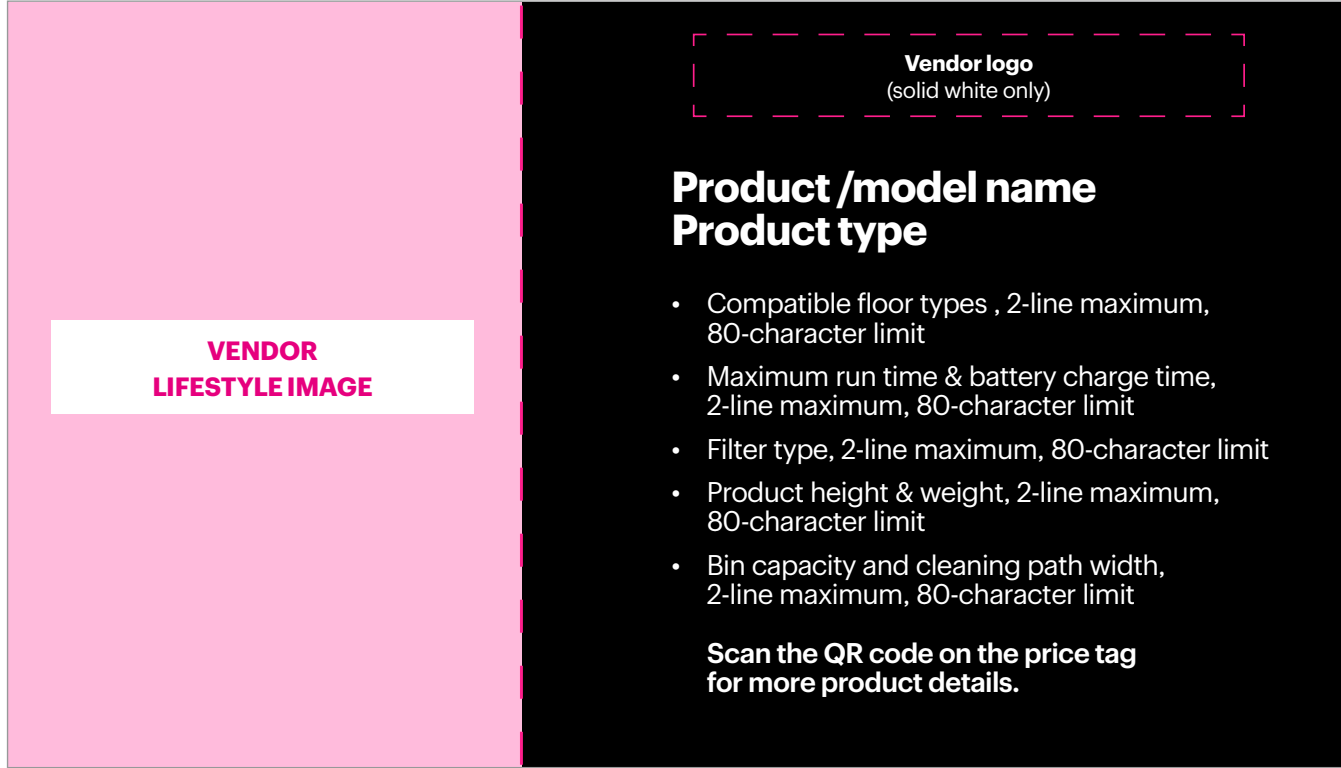 VENDOR
LIFESTYLE IMAGE
Vendor logo
(solid white only)
Product /model name
Product type
• Compatible floor types , 2-line maximum,
80-character limit
• Maximum run time & battery charge time,
2-line maximum, 80-character limit
• Filter type, 2-line maximum, 80-character limit
• Product height & weight, 2-line maximum,
80-character limit
• Bin capacity and cleaning path width,
2-line maximum, 80-character limit
Scan the QR code on the price tag
for more product details.